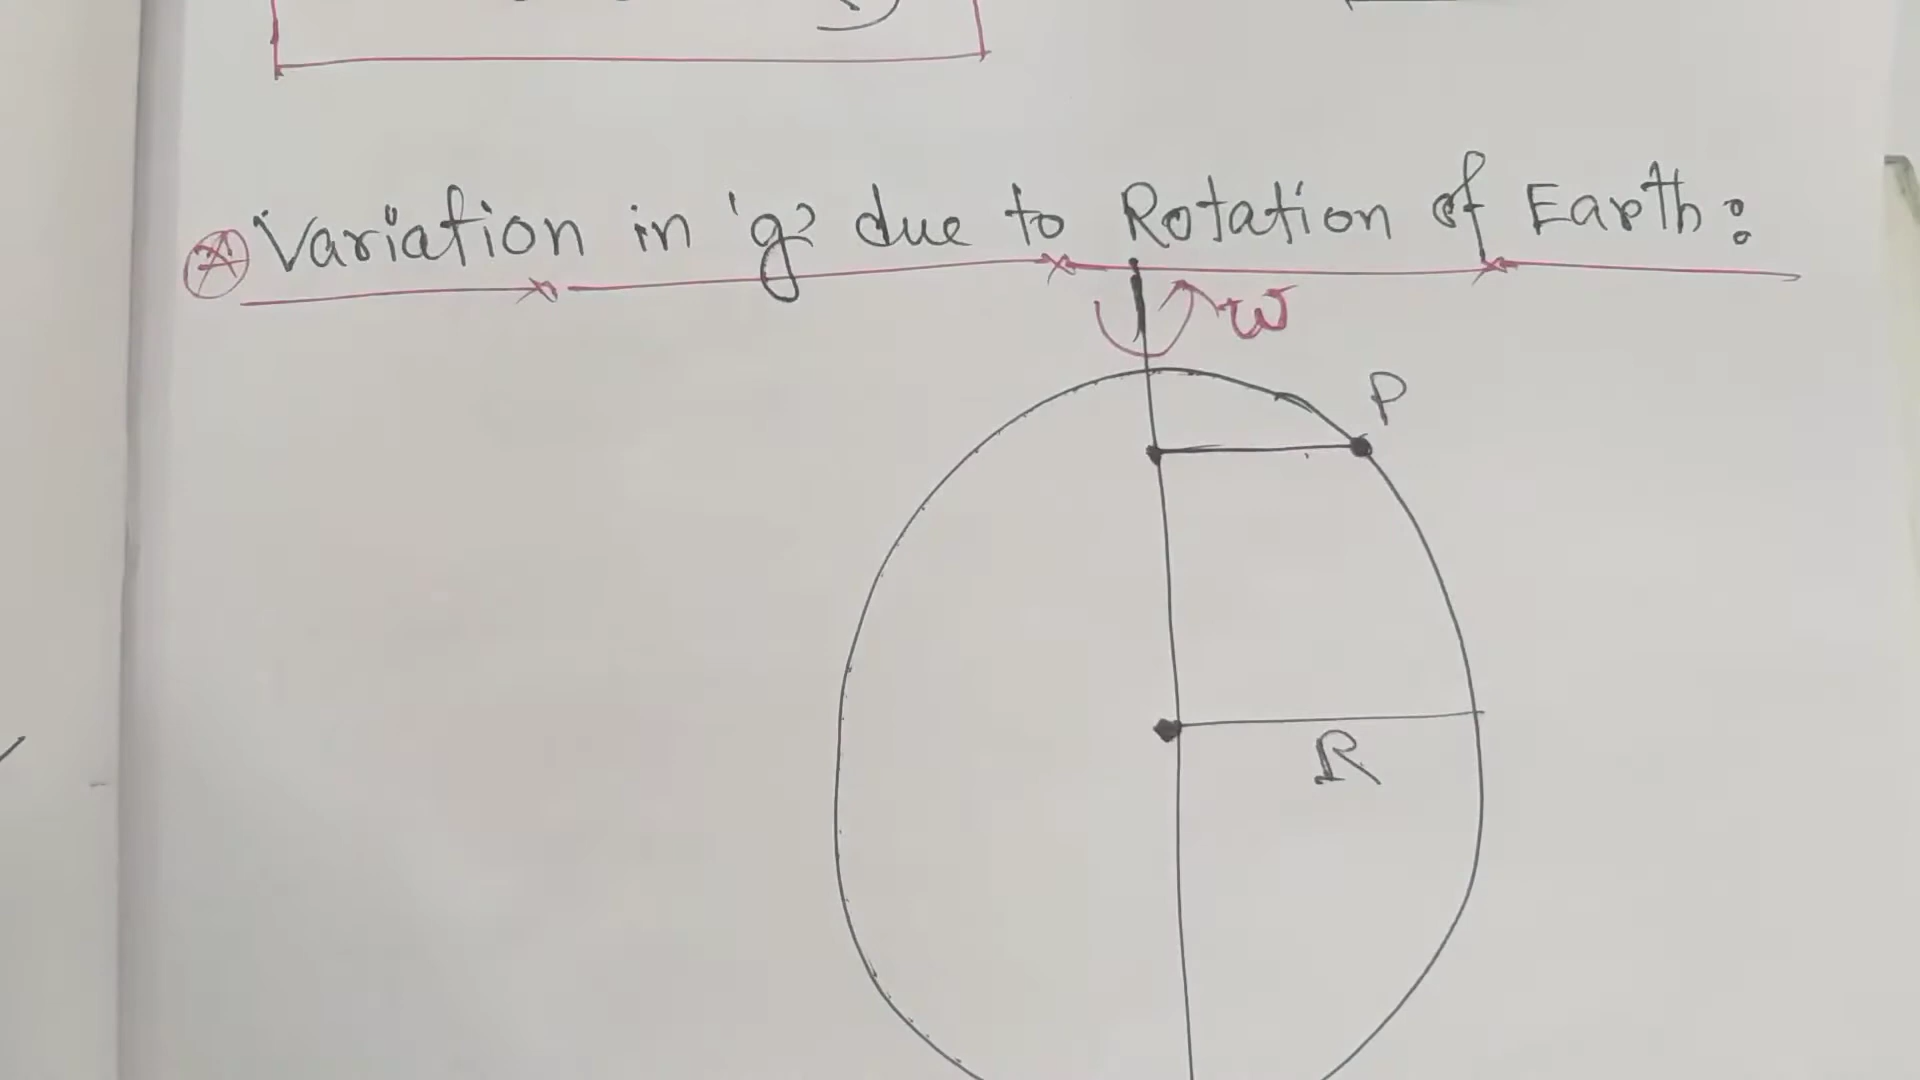 Variation in 'g' due to Rotation of Earth:
ω
P
R